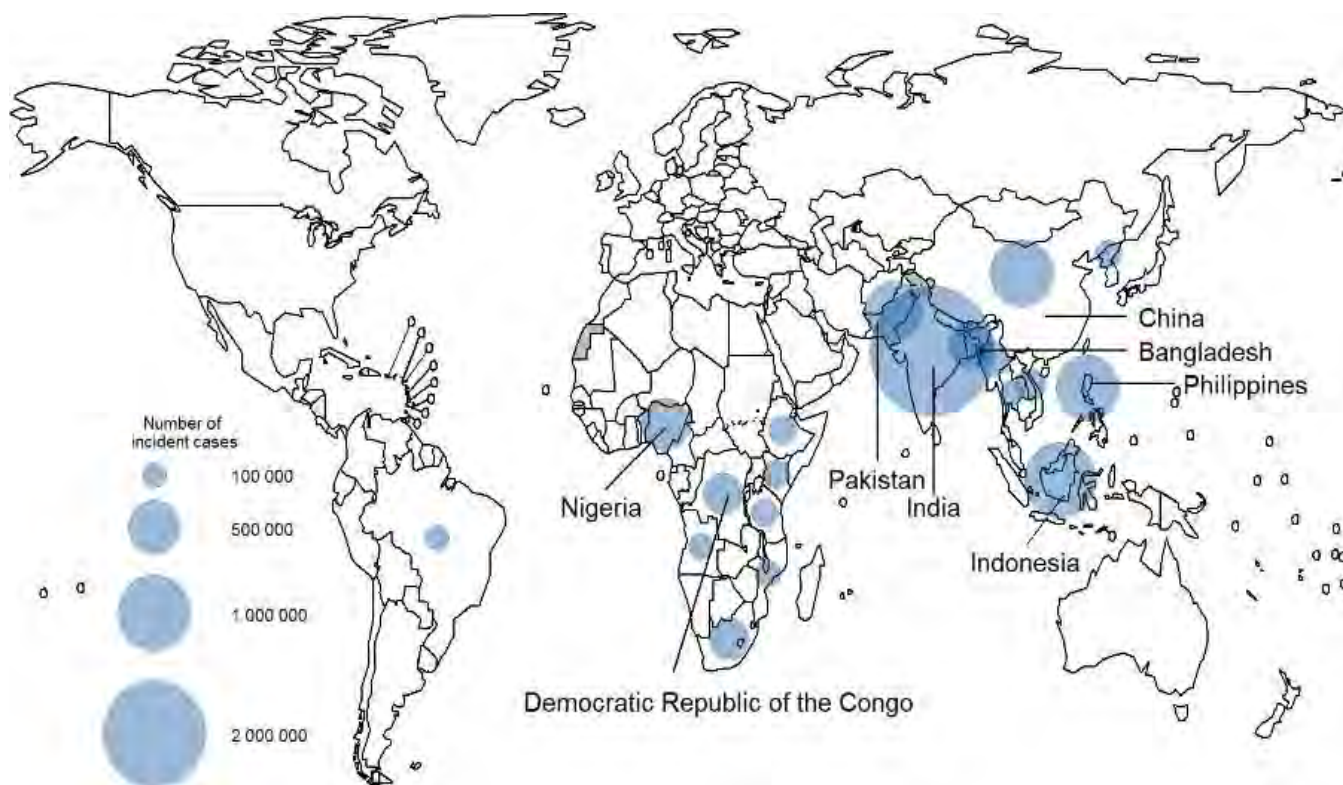 China
Bangladesh
Philippines
Number of
incident cases
100 000
500 000
1 000 000
2 000 000
Nigeria
Pakistan
India
Indonesia
Democratic Republic of the Congo